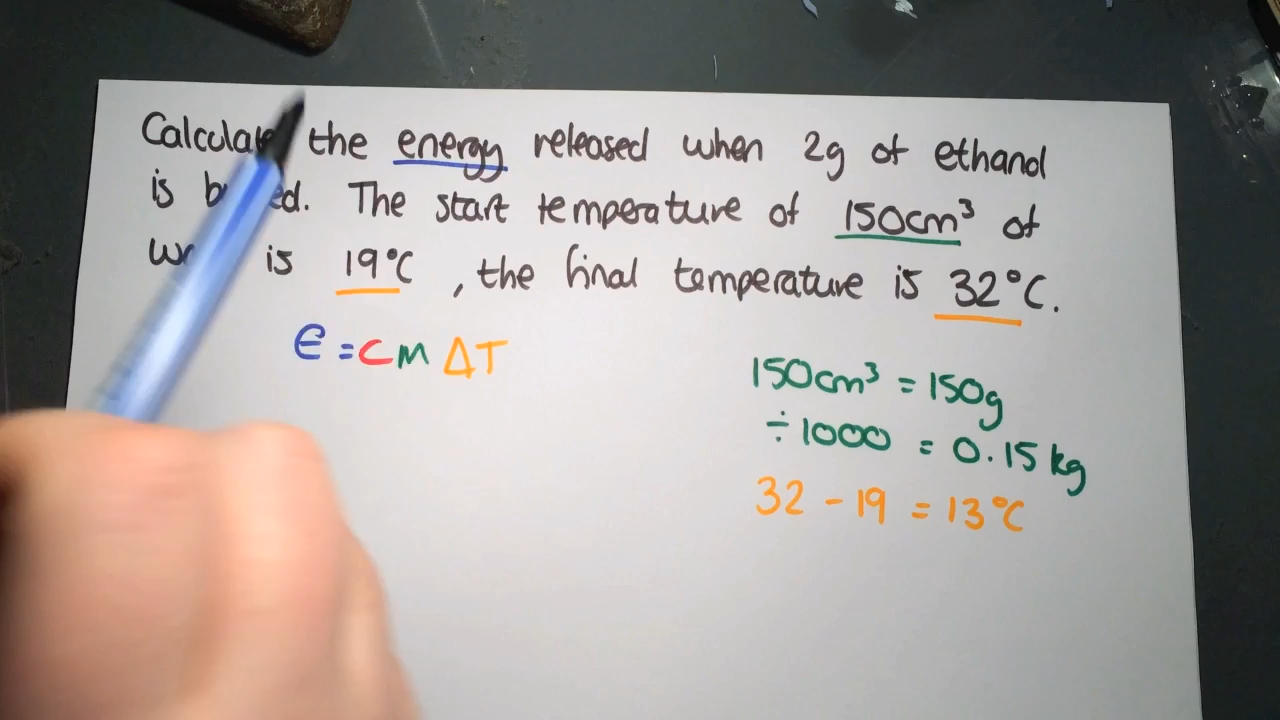 Calculate the energy released when 2g of ethanol
is ed. The start temperature of 150cm³ of
is 19°C , the final temperature is 32°C.
E = C M ΔT
150cm³ = 150g
÷1000 = 0.15 kg
32 - 19 = 13°C